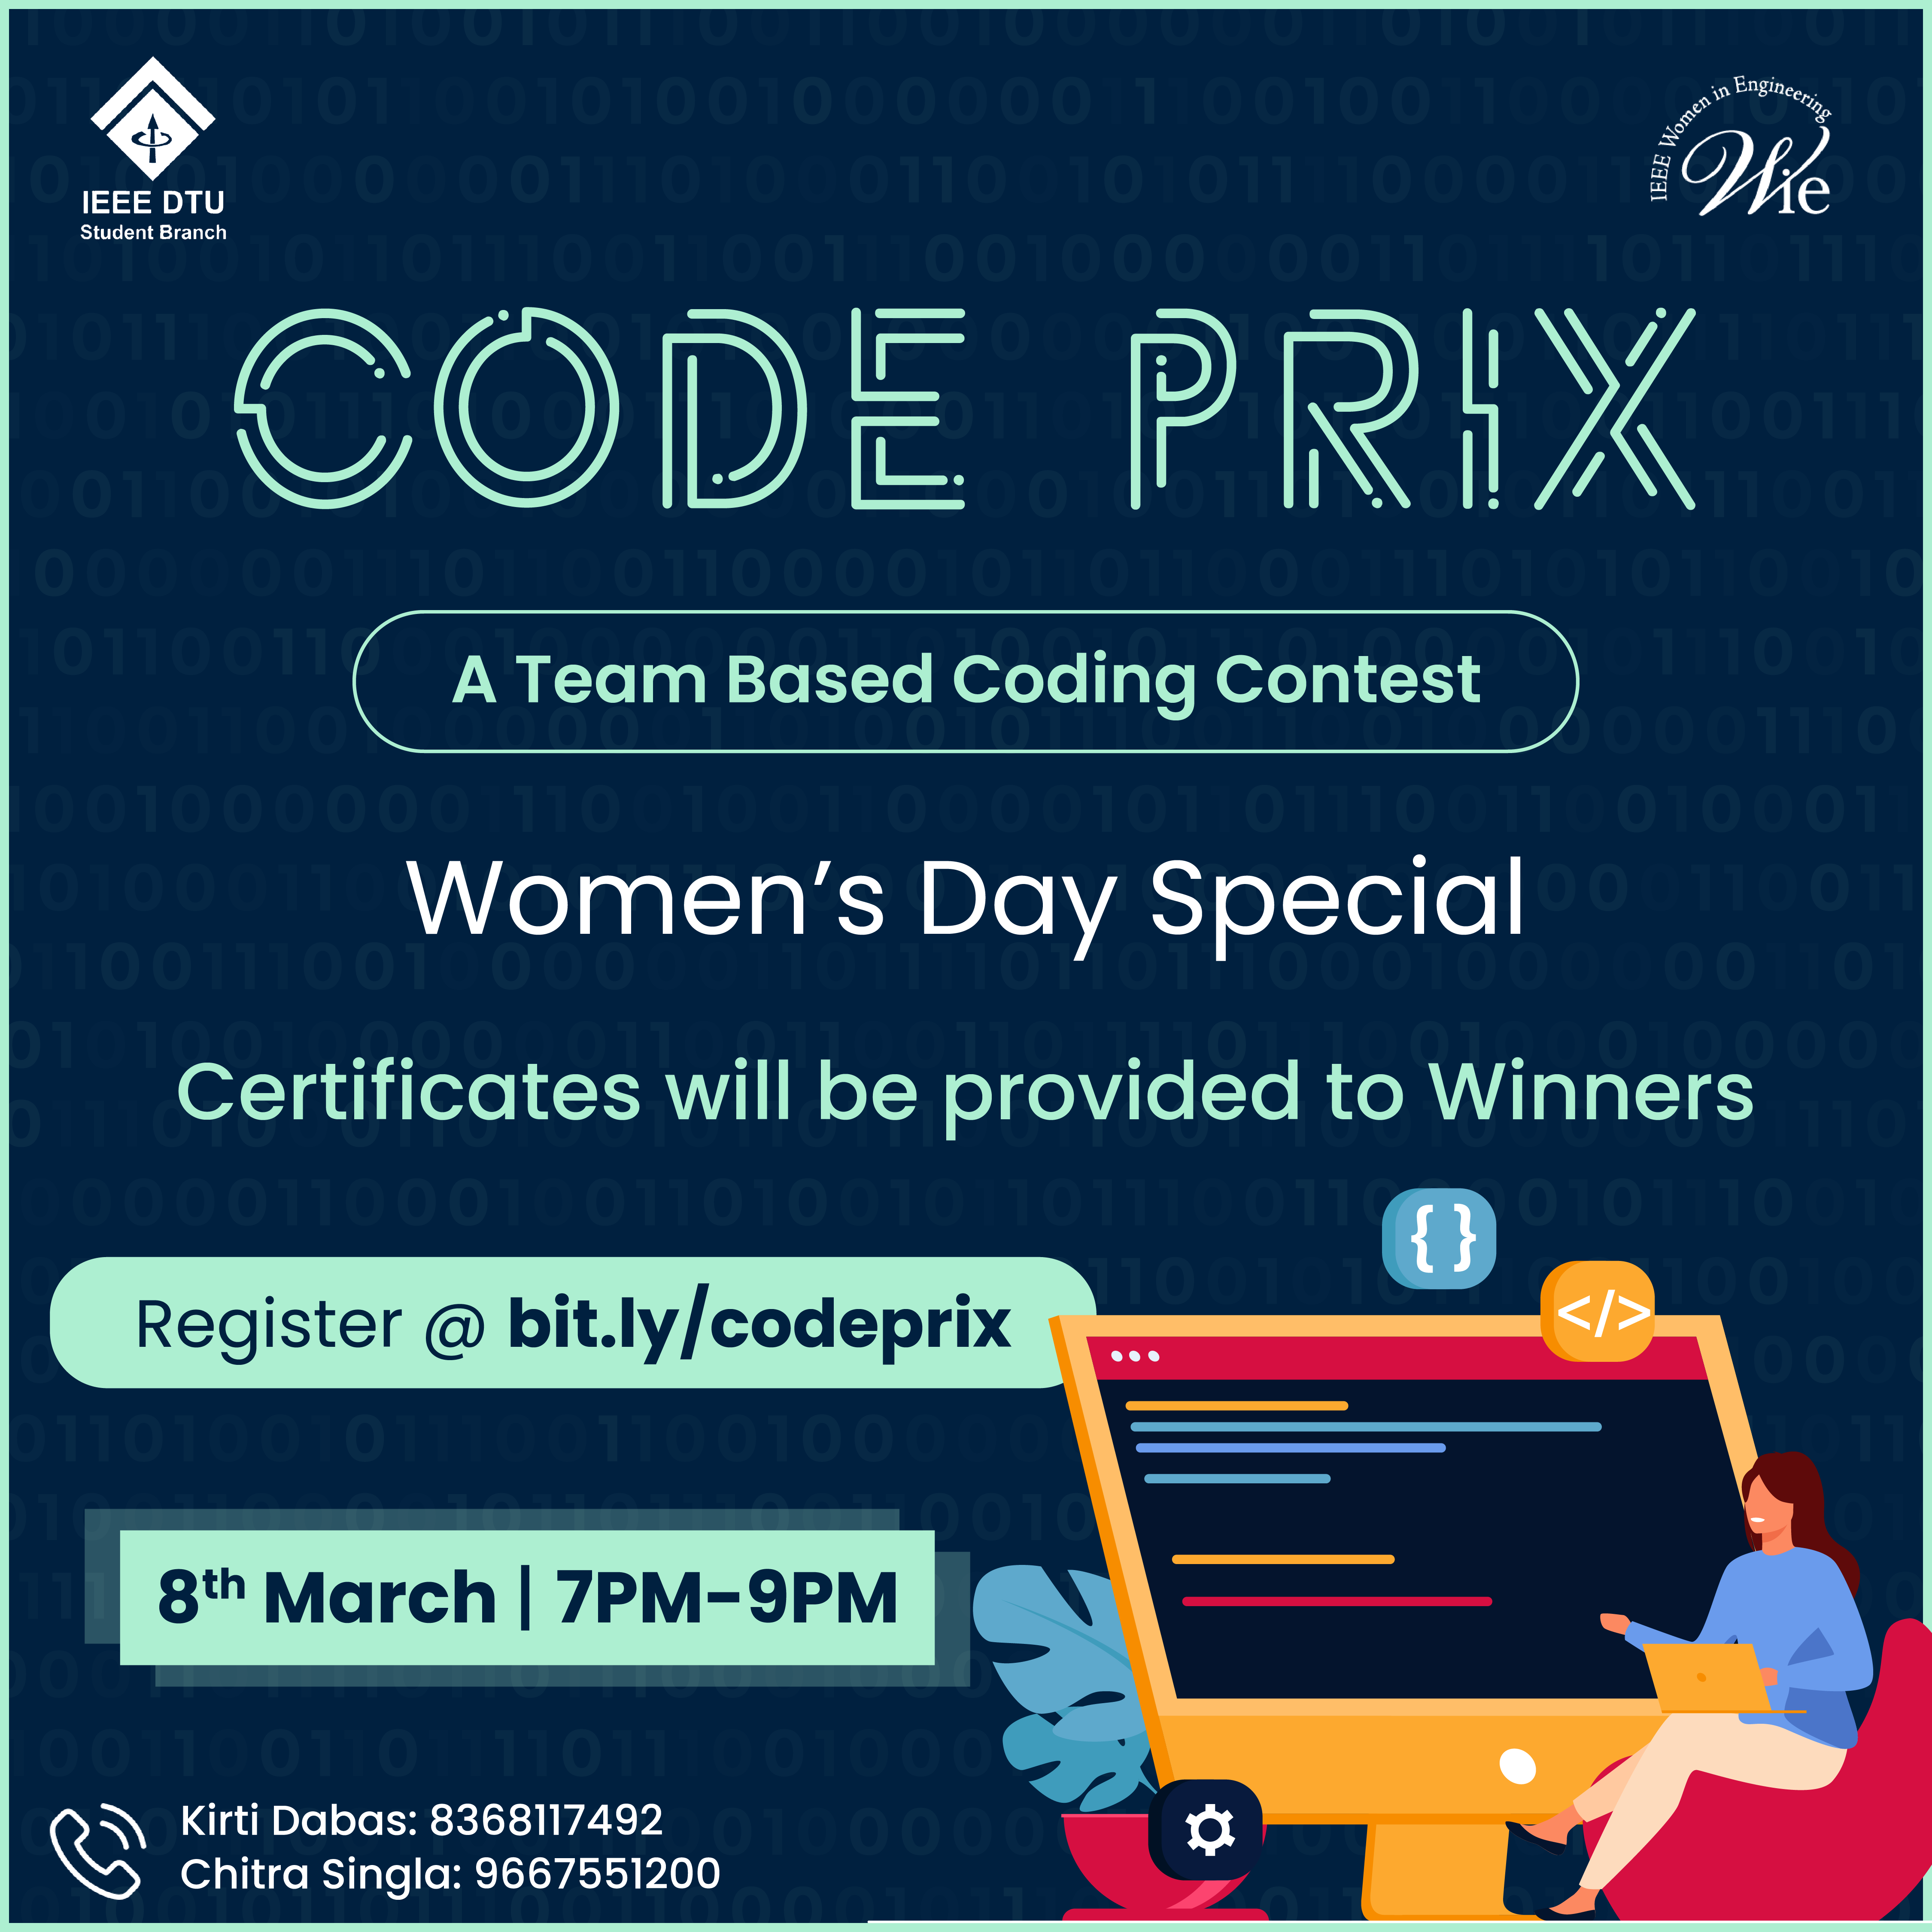 IEEE DTU
Student Branch
IEEE Women in Engineering
Wie
CODE PRIX
A Team Based Coding Contest
Women’s Day Special
Certificates will be provided to Winners
{ }
</>
Register @ bit.ly/codeprix
8th March | 7PM–9PM
Kirti Dabas: 8368117492
Chitra Singla: 9667551200